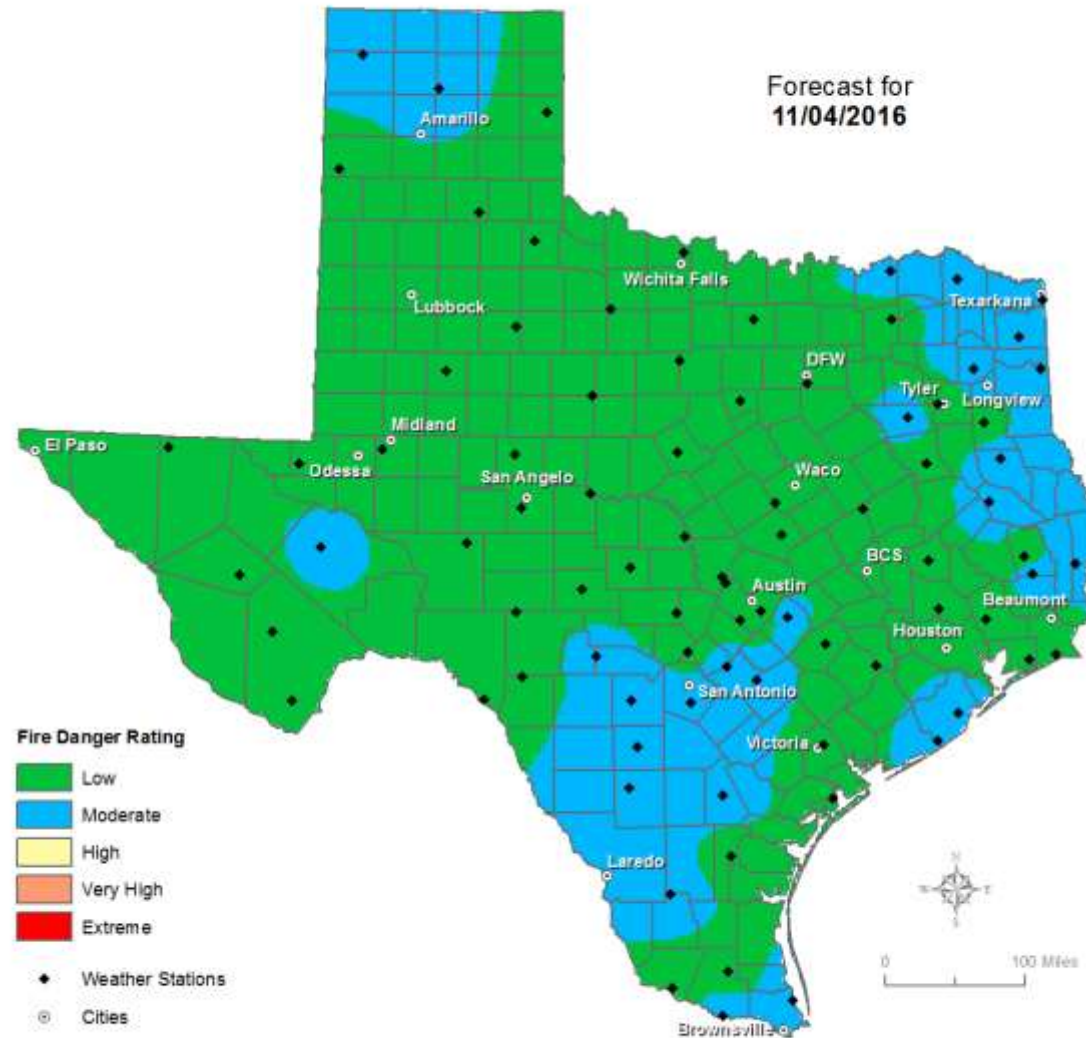 Forecast for
11/04/2016
Amarillo
Wichita Falls
Lubbock
Texarkana
DFW
Tyler
Longview
El Paso
Midland
Odessa
San Angelo
Waco
BCS
Austin
Beaumont
Houston
San Antonio
Victoria
Laredo
Brownsville
Fire Danger Rating
Low
Moderate
High
Very High
Extreme
Weather Stations
Cities
N
W
E
S
0
100 Miles